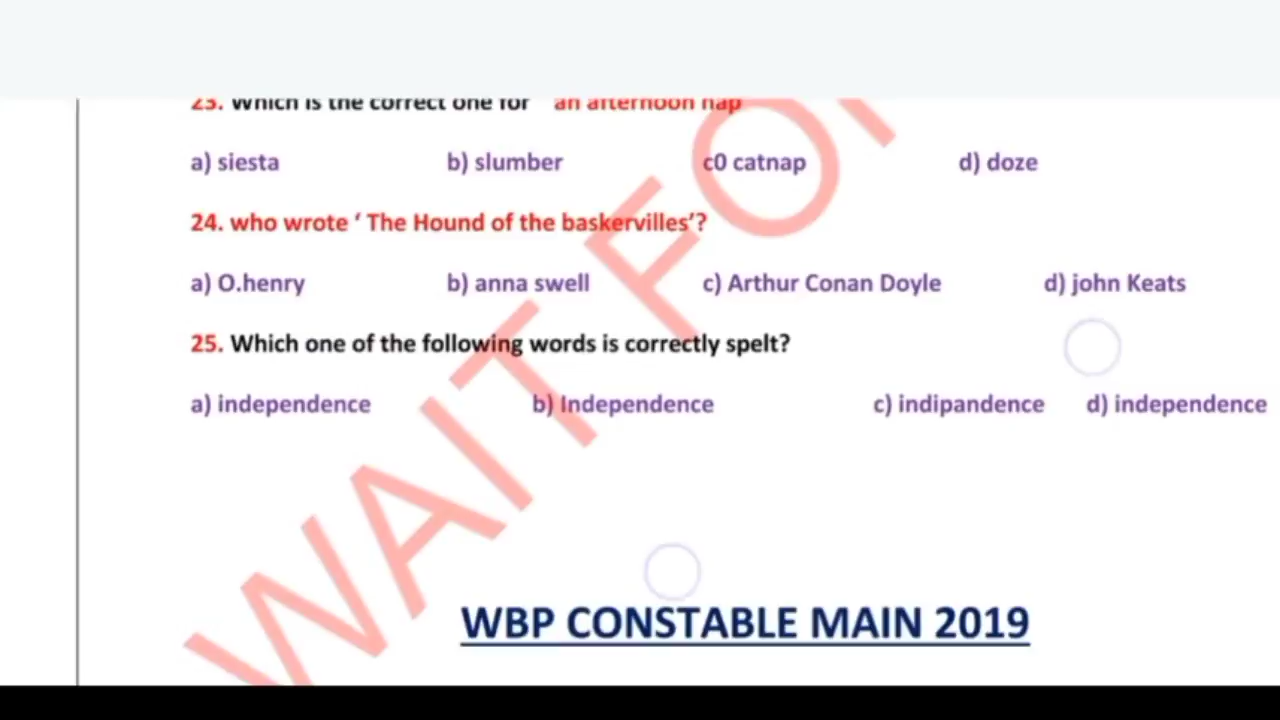 23. Which is the correct one for an afternoon nap
a) siesta b) slumber c0 catnap d) doze
24. who wrote ‘ The Hound of the baskervilles’?
a) O.henry b) anna swell c) Arthur Conan Doyle d) john Keats
25. Which one of the following words is correctly spelt?
a) independence b) Independence c) indipandence d) independence
WAIT FOR
WBP CONSTABLE MAIN 2019